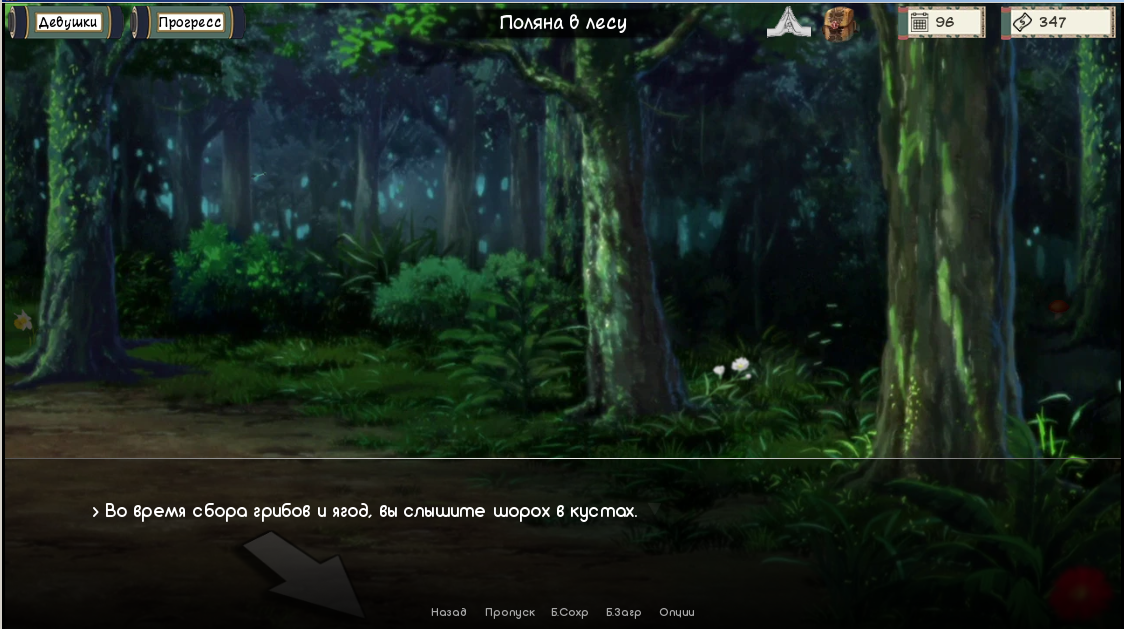 Девушки
Прогресс
Поляна в лесу
96
347
> Во время сбора грибов и ягод, вы слышите шорох в кустах.
Назад Пропуск Б.Сохр Б.Загр Опции